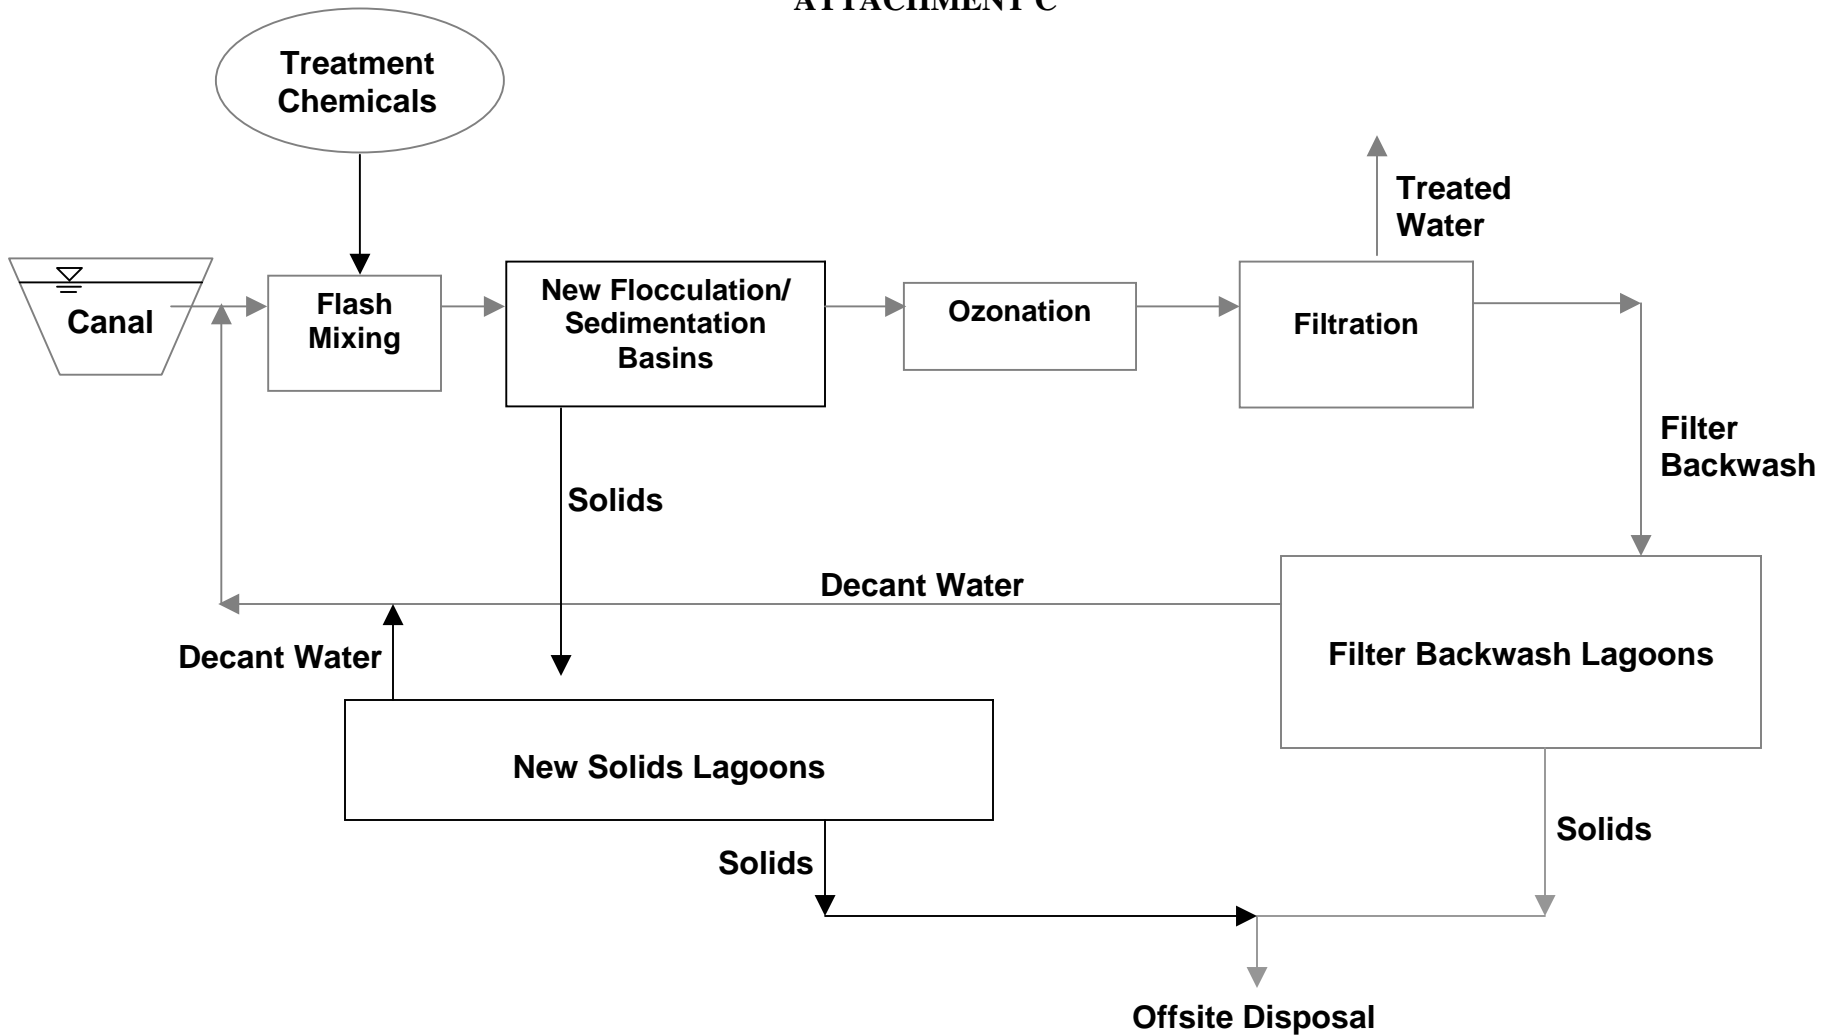 ATTACHMENT C
Treatment
Chemicals
Treated
Water
Canal
Flash
Mixing
New Flocculation/
Sedimentation
Basins
Ozonation
Filtration
Filter
Backwash
Solids
Decant Water
Decant Water
Filter Backwash Lagoons
New Solids Lagoons
Solids
Solids
Offsite Disposal